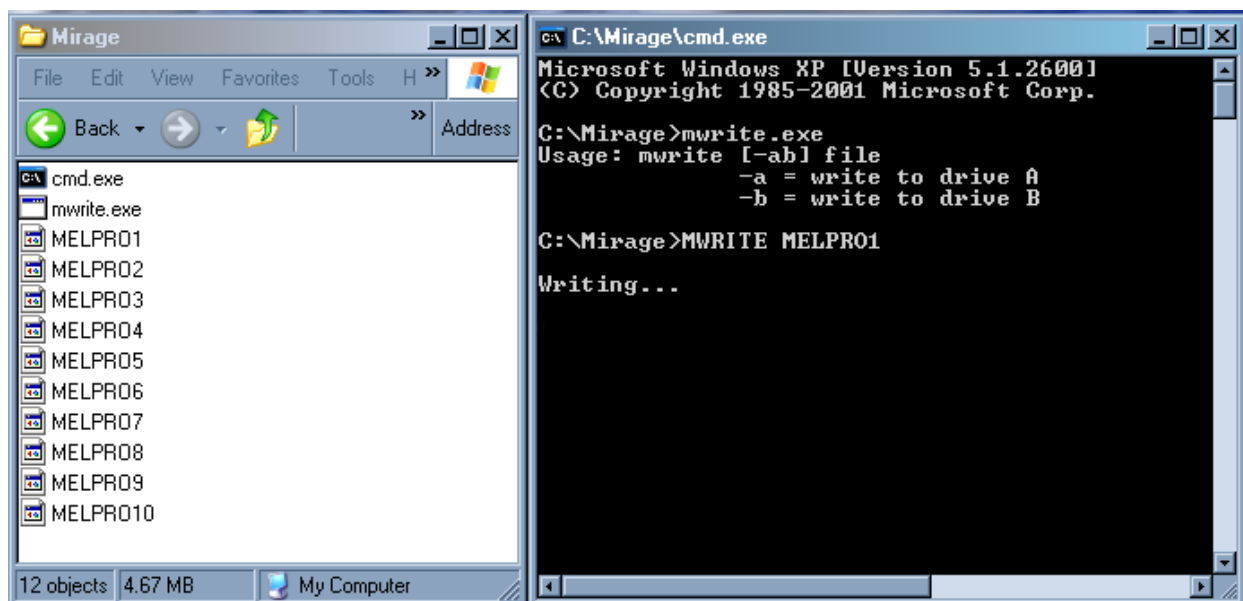 Mirage
File Edit View Favorites Tools H »
Back » Address
cmd.exe
mwrite.exe
MELPRO1
MELPRO2
MELPRO3
MELPRO4
MELPRO5
MELPRO6
MELPRO7
MELPRO8
MELPRO9
MELPRO10
12 objects 4.67 MB My Computer
C:\Mirage\cmd.exe
Microsoft Windows XP [Version 5.1.2600]
(C) Copyright 1985-2001 Microsoft Corp.
C:\Mirage>mwrite.exe
Usage: mwrite [-ab] file
-a = write to drive A
-b = write to drive B
C:\Mirage>MWRITE MELPRO1
Writing...